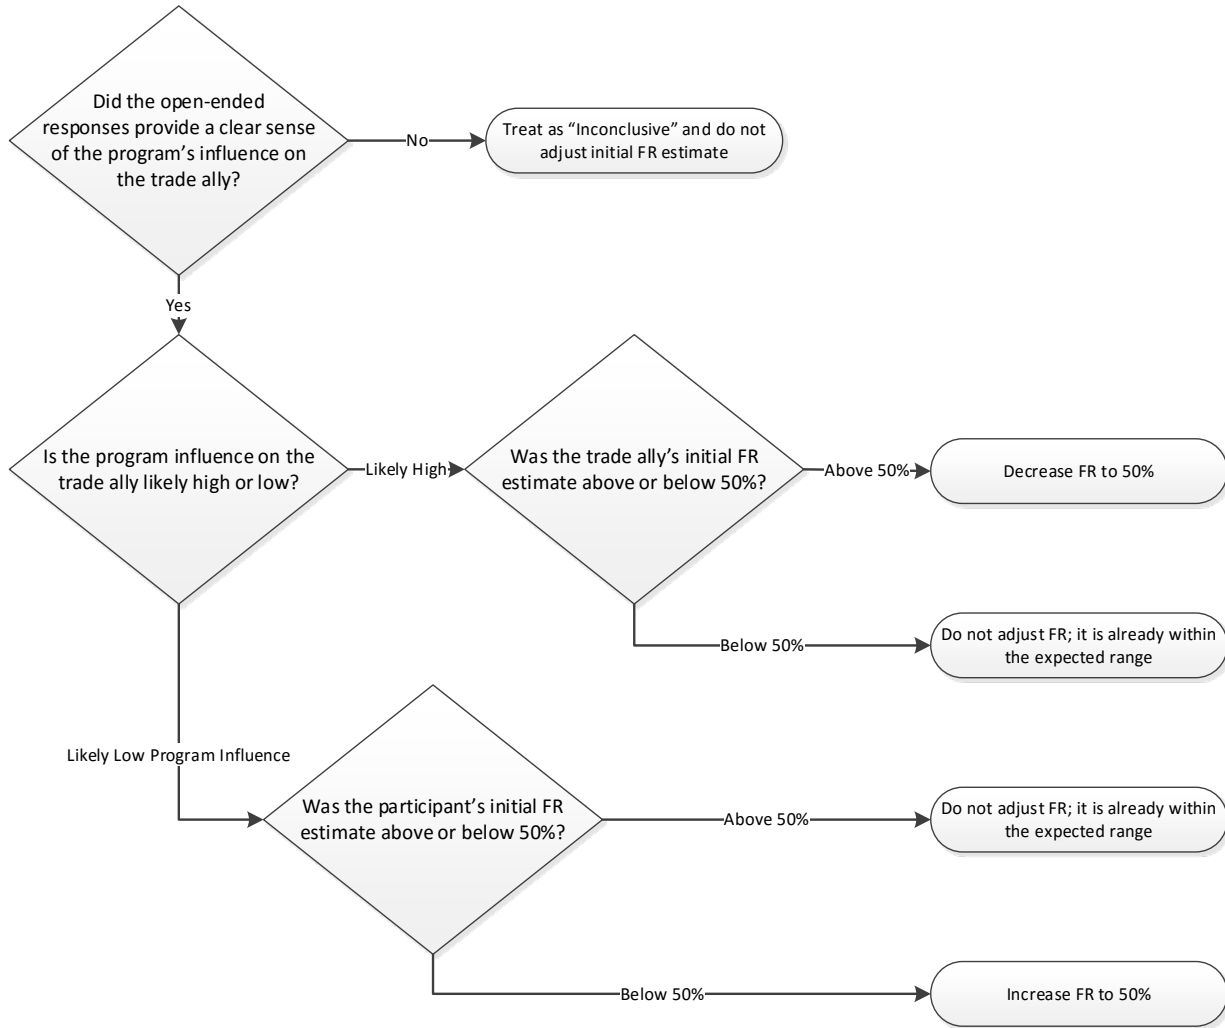 Did the open-ended
responses provide a clear sense
of the program’s influence on
the trade ally?
No
Treat as “Inconclusive” and do not
adjust initial FR estimate
Yes
Is the program influence on the
trade ally likely high or low?
Likely High
Was the trade ally’s initial FR
estimate above or below 50%?
Above 50%
Decrease FR to 50%
Below 50%
Do not adjust FR; it is already within
the expected range
Likely Low Program Influence
Was the participant’s initial FR
estimate above or below 50%?
Above 50%
Do not adjust FR; it is already within
the expected range
Below 50%
Increase FR to 50%